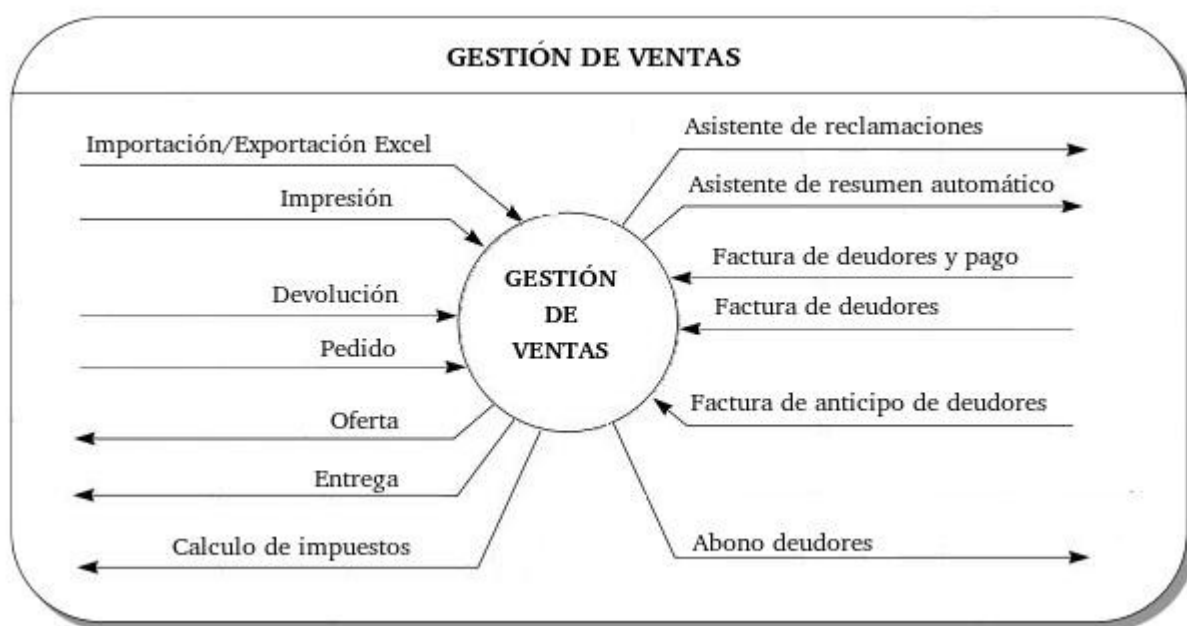 GESTIÓN DE VENTAS
Importación/Exportación Excel
Impresión
Devolución
Pedido
Oferta
Entrega
Calculo de impuestos
GESTIÓN
DE
VENTAS
Asistente de reclamaciones
Asistente de resumen automático
Factura de deudores y pago
Factura de deudores
Factura de anticipo de deudores
Abono deudores